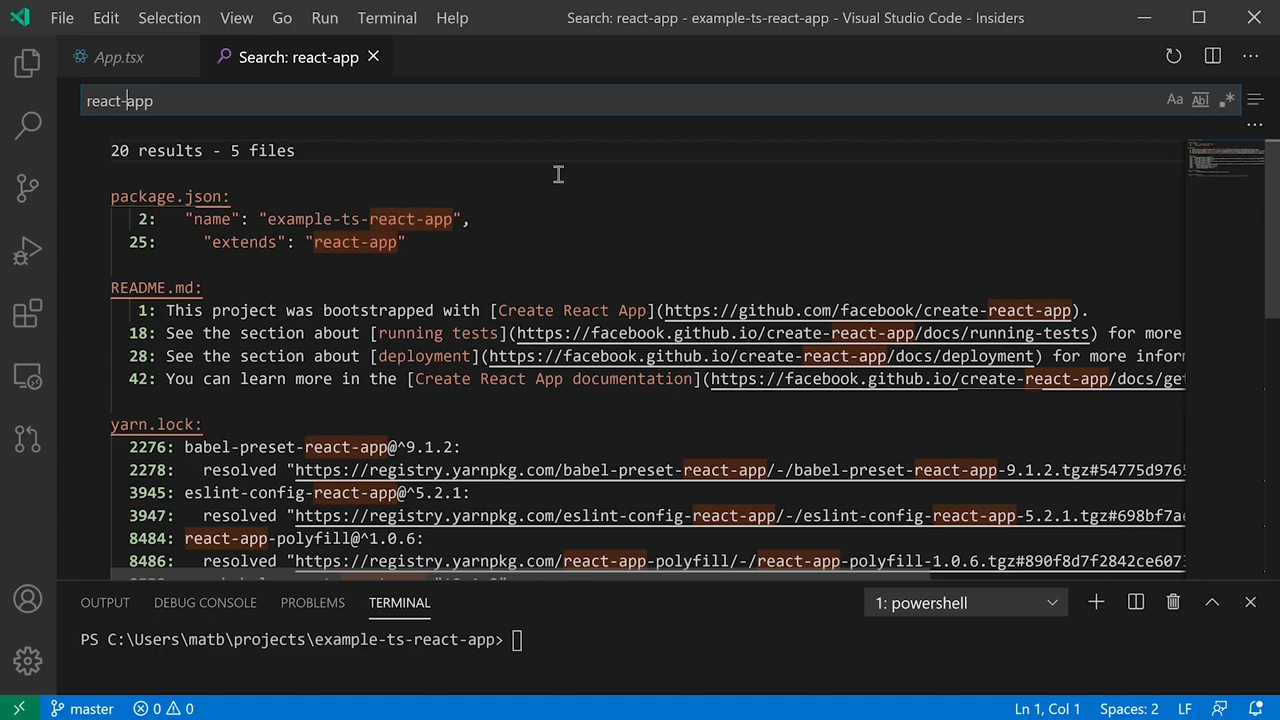 File Edit Selection View Go Run Terminal Help Search: react-app - example-ts-react-app - Visual Studio Code - Insiders
App.tsx Search: react-app
react-app Aa Abl .*
20 results - 5 files
package.json:
2: "name": "example-ts-react-app",
25: "extends": "react-app"
README.md:
1: This project was bootstrapped with [Create React App](https://github.com/facebook/create-react-app).
18: See the section about [running tests](https://facebook.github.io/create-react-app/docs/running-tests) for more
28: See the section about [deployment](https://facebook.github.io/create-react-app/docs/deployment) for more infor
42: You can learn more in the [Create React App documentation](https://facebook.github.io/create-react-app/docs/get
yarn.lock:
2276: babel-preset-react-app@^9.1.2:
2278: resolved "https://registry.yarnpkg.com/babel-preset-react-app/-/babel-preset-react-app-9.1.2.tgz#54775d976
3945: eslint-config-react-app@^5.2.1:
3947: resolved "https://registry.yarnpkg.com/eslint-config-react-app/-/eslint-config-react-app-5.2.1.tgz#698bf7ae
8484: react-app-polyfill@^1.0.6:
8486: resolved "https://registry.yarnpkg.com/react-app-polyfill/-/react-app-polyfill-1.0.6.tgz#890f8d7f2842ce6073
OUTPUT DEBUG CONSOLE PROBLEMS TERMINAL 1: powershell
PS C:\Users\matb\projects\example-ts-react-app>
master 0 0 Ln 1, Col 1 Spaces: 2 LF